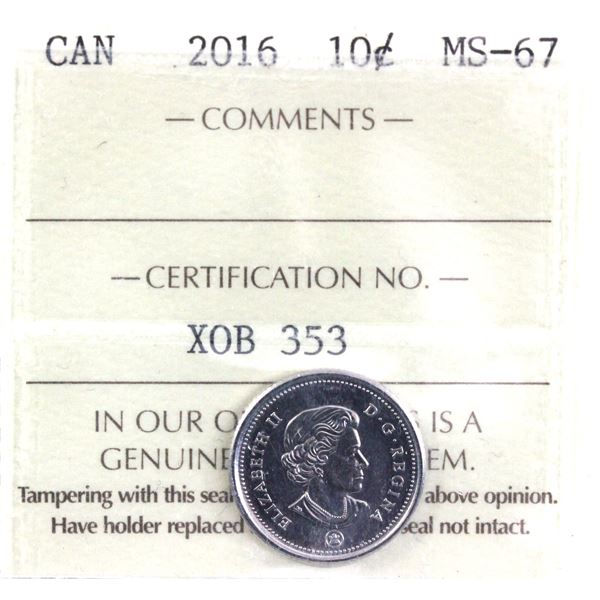 CAN 2016 10¢ MS-67
— COMMENTS —
— CERTIFICATION NO. —
XOB 353
IN OUR IS A
GENUINE
Tampering with this seal above opinion.
Have holder replaced seal not intact.
ELIZABETH II D·G·REGINA